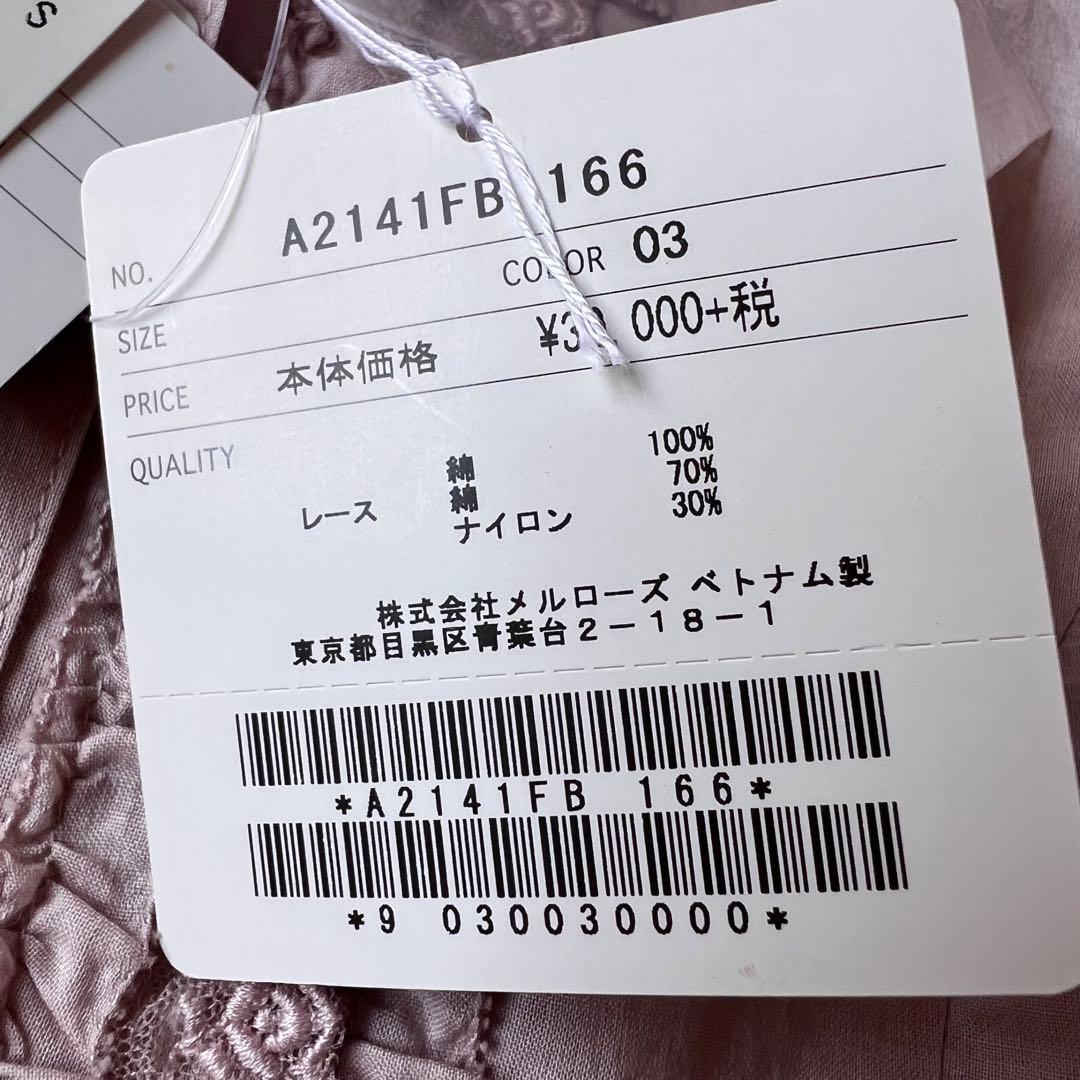 S
NO. A2141FB 166
SIZE COLOR 03
PRICE 本体価格 ¥30,000+税
QUALITY
綿 100%
レース 綿 70%
ナイロン 30%
株式会社メルローズ ベトナム製
東京都目黒区青葉台2-18-1
*A2141FB 166*
*9 030030000*